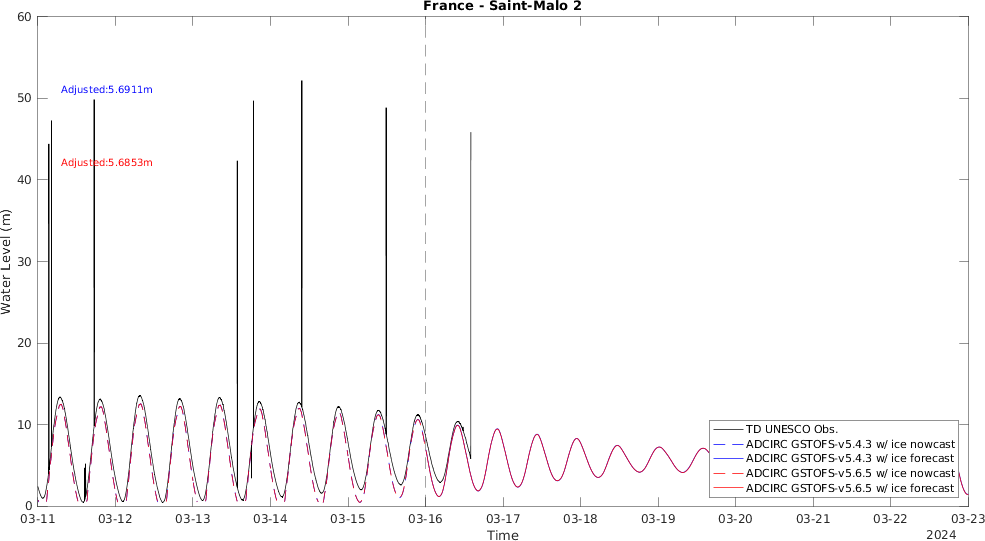 France - Saint-Malo 2
60
50
40
30
20
10
0
Water Level (m)
Adjusted:5.6911m
Adjusted:5.6853m
TD UNESCO Obs.
ADCIRC GSTOFS-v5.4.3 w/ ice nowcast
ADCIRC GSTOFS-v5.4.3 w/ ice forecast
ADCIRC GSTOFS-v5.6.5 w/ ice nowcast
ADCIRC GSTOFS-v5.6.5 w/ ice forecast
03-11 03-12 03-13 03-14 03-15 03-16 03-17 03-18 03-19 03-20 03-21 03-22 03-23
Time
2024